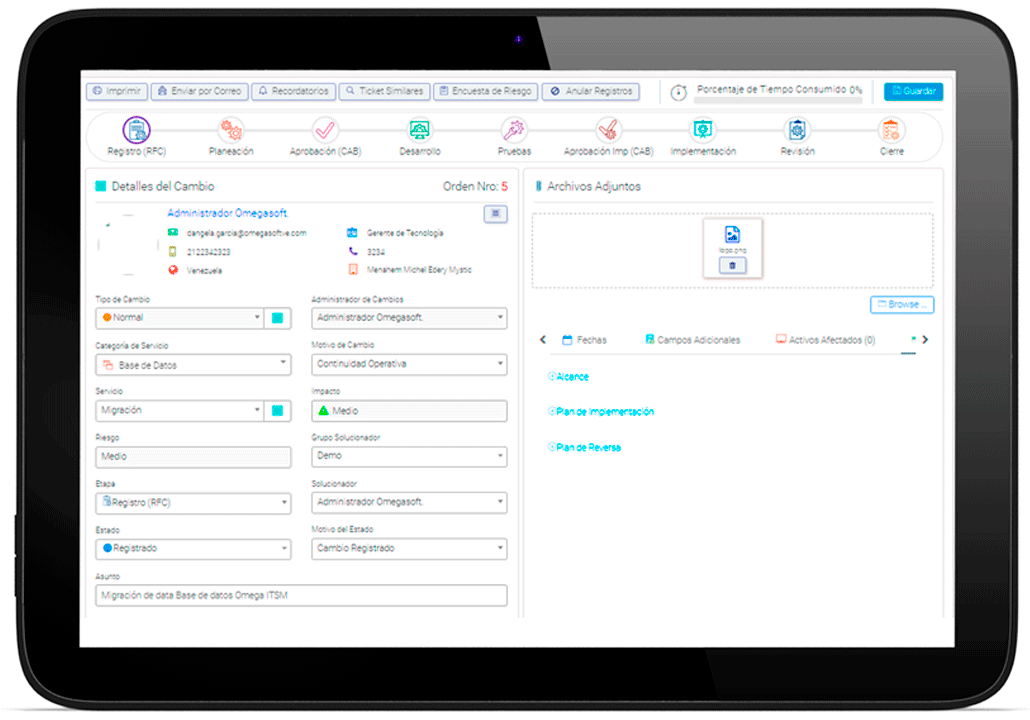 Imprimir Enviar por Correo Recordatorios Ticket Similares Encuesta de Riesgo Anular Registros Porcentaje de Tiempo Consumido 0% Guardar
Registro (RFC) Planeación Aprobación (CAB) Desarrollo Pruebas Aprobación Imp (CAB) Implementación Revisión Cierre
Detalles del Cambio Orden Nro: 5
Administrador Omegasoft.
dangela.garcia@omegasoftve.com Gerente de Tecnología
2122342323 3234
Venezuela Menahem Michel Edery Mystic
Tipo de Cambio Administrador de Cambios
Normal Administrador Omegasoft.
Categoría de Servicio Motivo de Cambio
Base de Datos Continuidad Operativa
Servicio Impacto
Migración Medio
Riesgo Grupo Solucionador
Medio Demo
Etapa Solucionador
Registro (RFC) Administrador Omegasoft.
Estado Motivo del Estado
Registrado Cambio Registrado
Asunto
Migración de data Base de datos Omega ITSM
Archivos Adjuntos
logo.png
Browse ...
Fechas Campos Adicionales Activos Afectados (0)
Alcance
Plan de Implementación
Plan de Reversa